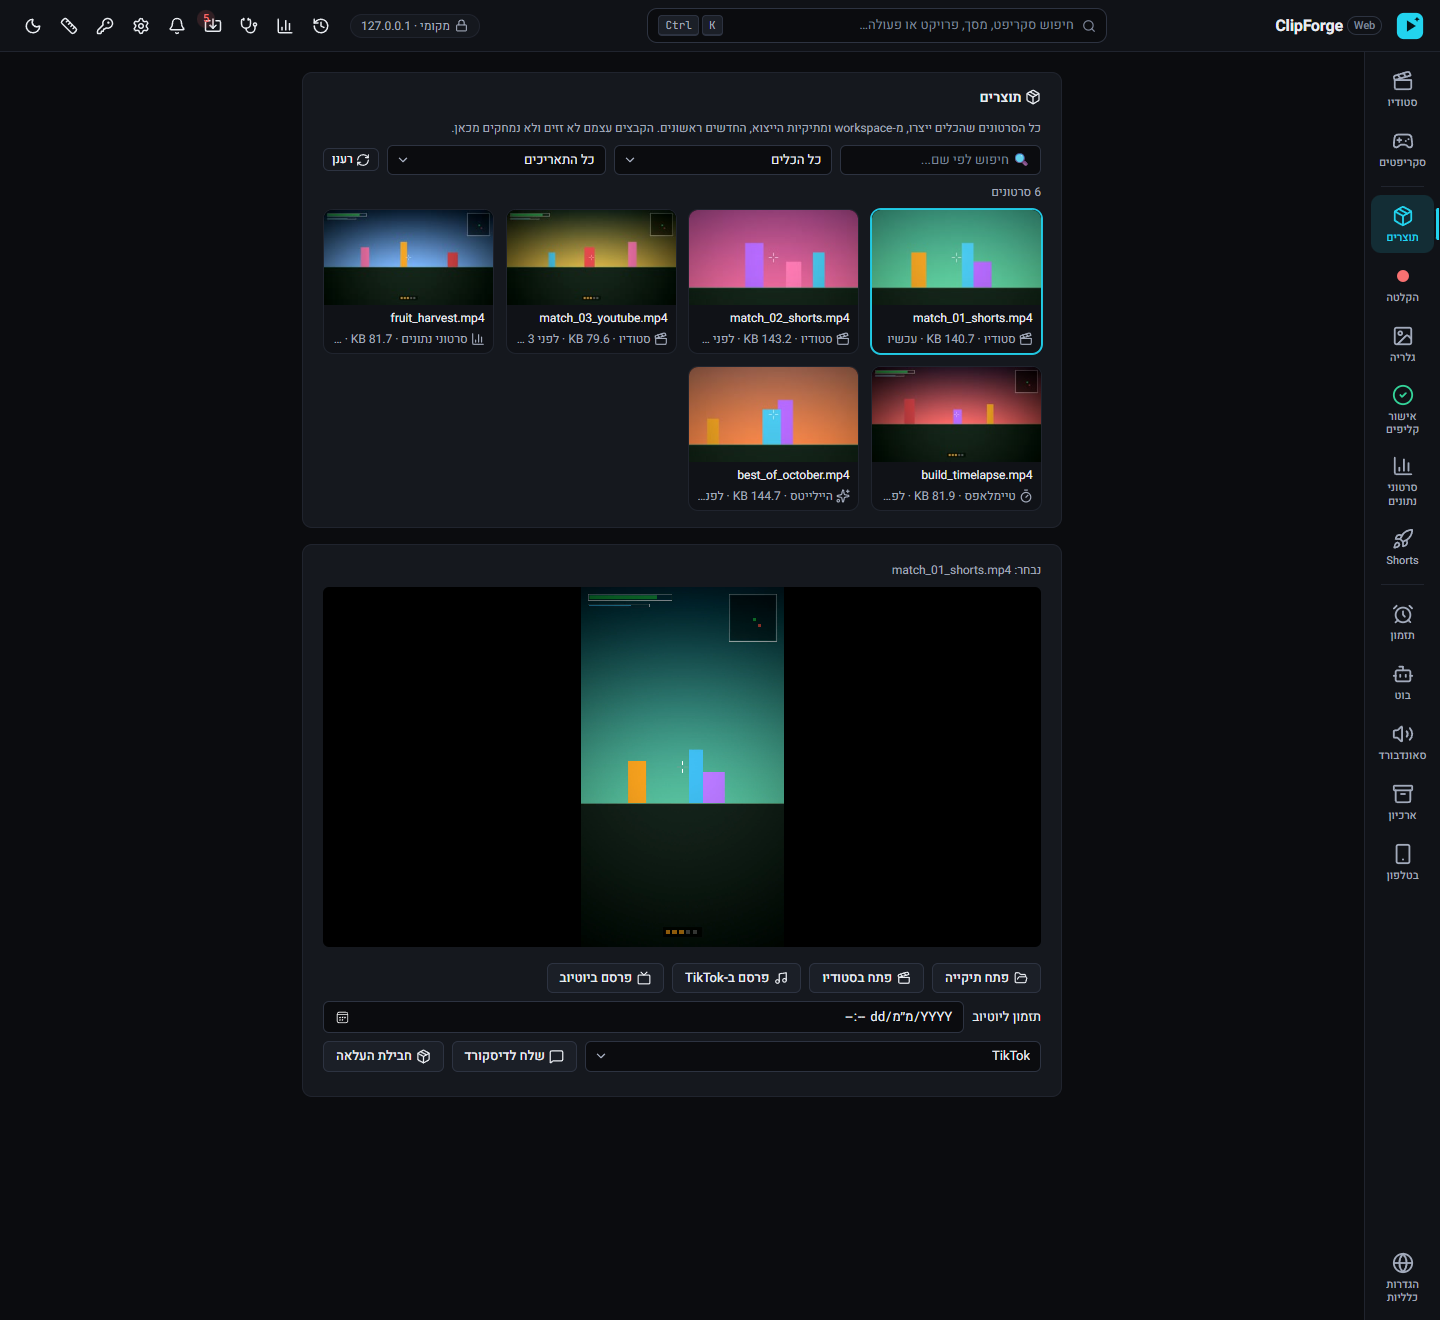 ClipForge Web
חיפוש סקריפט, מסך, פרויקט או פעולה...
Ctrl K
מקומי · 127.0.0.1
5
סטודיו
סקריפטים
תוצרים
הקלטה
גלריה
אישור
קליפים
סרטוני
נתונים
Shorts
תזמון
בוט
סאונדבורד
ארכיון
בטלפון
הגדרות
כלליות
תוצרים
כל הסרטונים שהכלים ייצרו, מ-workspace ומתיקיות הייצוא, החדשים ראשונים. הקבצים עצמם לא זזים ולא נמחקים מכאן.
חיפוש לפי שם...
כל הכלים
כל התאריכים
רענן
6 סרטונים
match_01_shorts.mp4
סטודיו · 140.7 KB · עכשיו
match_02_shorts.mp4
סטודיו · 143.2 KB · לפני ...
match_03_youtube.mp4
סטודיו · 79.6 KB · לפני 3 ...
fruit_harvest.mp4
סרטוני נתונים · 81.7 KB · ...
build_timelapse.mp4
טיימלאפס · 81.9 KB · לפ...
best_of_october.mp4
היילייטס · 144.7 KB · לפנ...
נבחר: match_01_shorts.mp4
פתח תיקייה
פתח בסטודיו
פרסם ב-TikTok
פרסם ביוטיוב
תזמון ליוטיוב
YYYY/מ״מ/dd --:--
TikTok
שלח לדיסקורד
חבילת העלאה